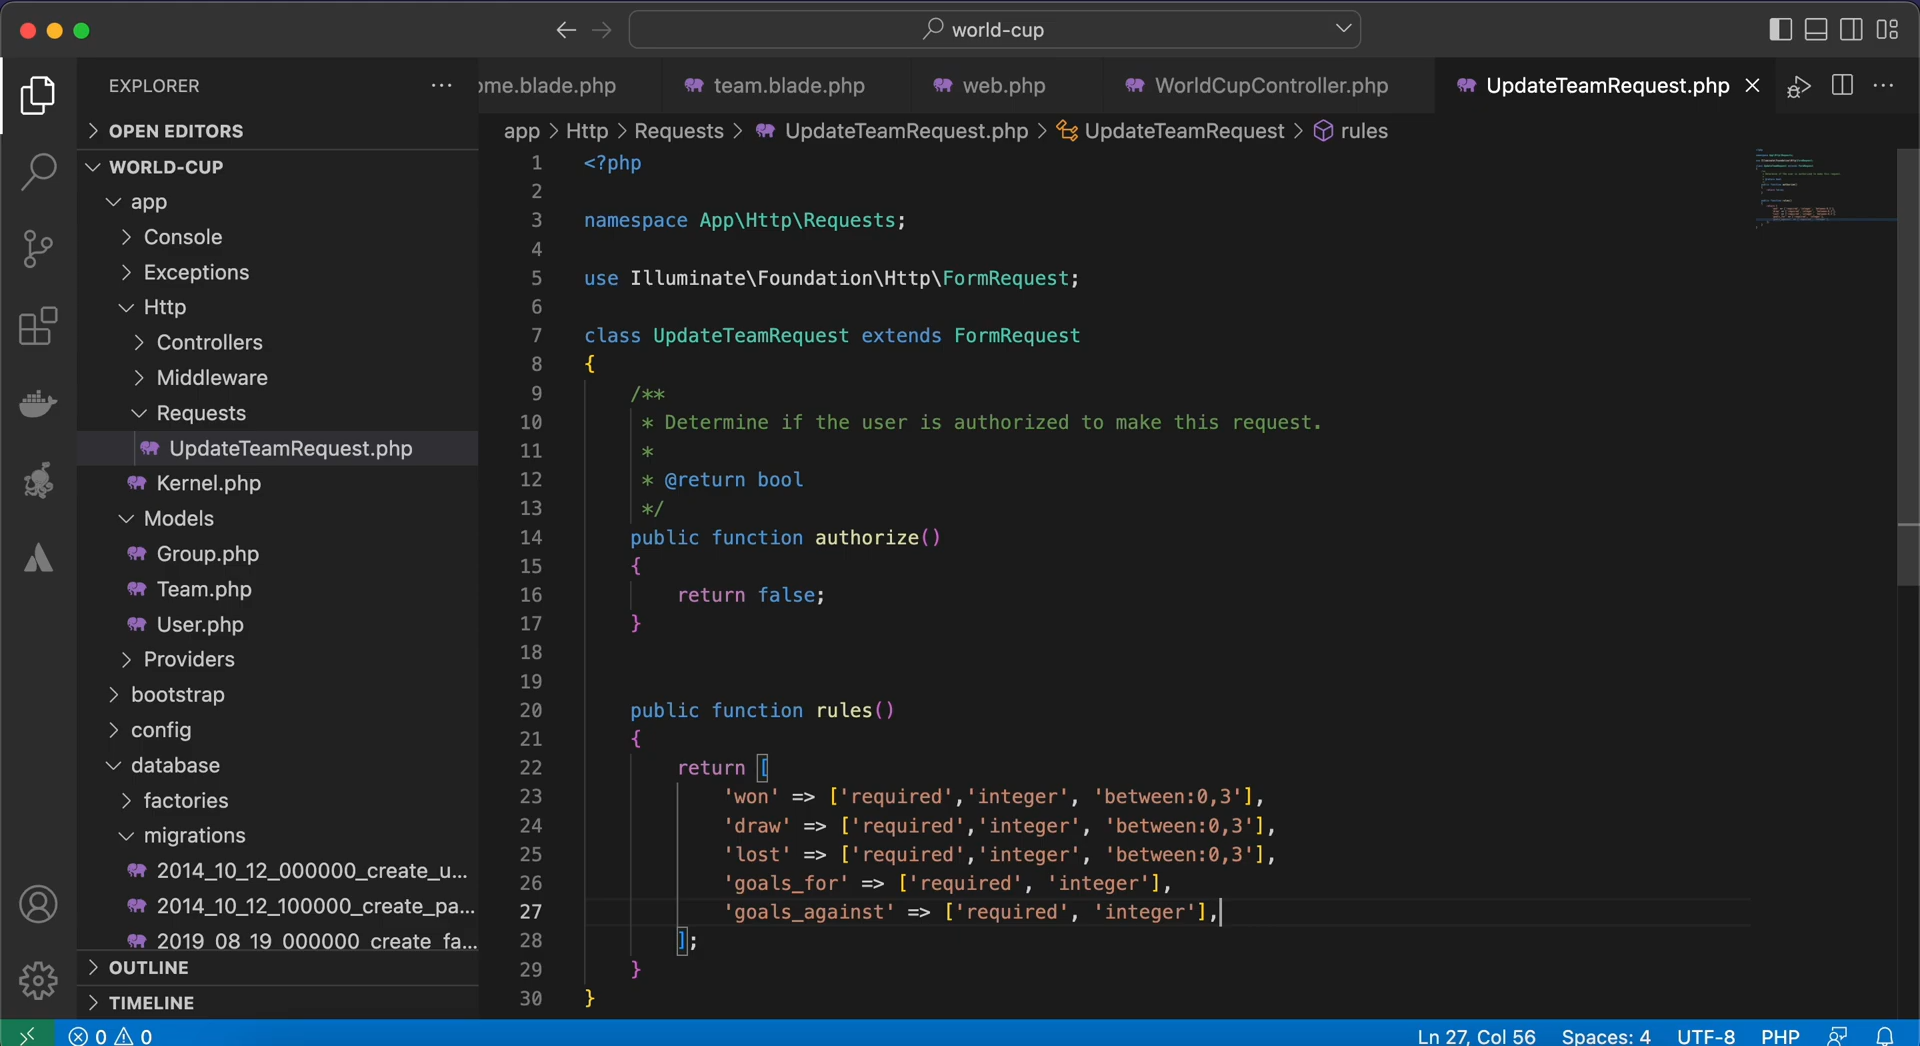 world-cup
EXPLORER
ome.blade.php
team.blade.php
web.php
WorldCupController.php
UpdateTeamRequest.php
OPEN EDITORS
WORLD-CUP
app
Console
Exceptions
Http
Controllers
Middleware
Requests
UpdateTeamRequest.php
Kernel.php
Models
Group.php
Team.php
User.php
Providers
bootstrap
config
database
factories
migrations
2014_10_12_000000_create_u...
2014_10_12_100000_create_pa...
2019_08_19_000000_create_fa...
OUTLINE
TIMELINE
app > Http > Requests > UpdateTeamRequest.php > UpdateTeamRequest > rules
1 <?php
2
3 namespace App\Http\Requests;
4
5 use Illuminate\Foundation\Http\FormRequest;
6
7 class UpdateTeamRequest extends FormRequest
8 {
9 /**
10 * Determine if the user is authorized to make this request.
11 *
12 * @return bool
13 */
14 public function authorize()
15 {
16 return false;
17 }
18
19
20 public function rules()
21 {
22 return [
23 'won' => ['required','integer', 'between:0,3'],
24 'draw' => ['required','integer', 'between:0,3'],
25 'lost' => ['required','integer', 'between:0,3'],
26 'goals_for' => ['required', 'integer'],
27 'goals_against' => ['required', 'integer'],
28 ];
29 }
30 }
0 0
Ln 27, Col 56
Spaces: 4
UTF-8
PHP